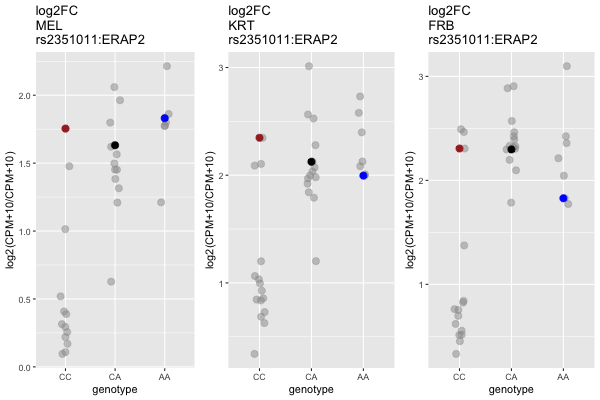 log2FC
MEL
rs2351011:ERAP2
log2(CPM+10/CPM+10)
2.0
1.5
1.0
0.5
0.0
CC CA AA
genotype
log2FC
KRT
rs2351011:ERAP2
log2(CPM+10/CPM+10)
3
2
1
CC CA AA
genotype
log2FC
FRB
rs2351011:ERAP2
log2(CPM+10/CPM+10)
3
2
1
CC CA AA
genotype